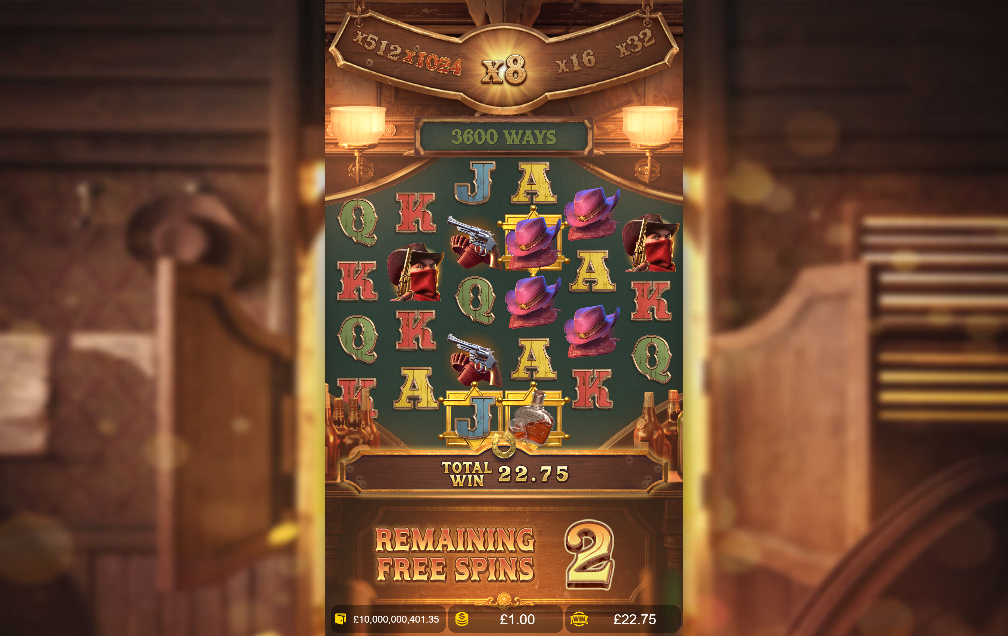 x512 x1024 x8 x16 x32
3600 WAYS
J A
Q K
K
Q
A
K
Q K
Q
A
K A K
J
TOTAL WIN 22.75
REMAINING
FREE SPINS 2
£10,000,000,401.35 £1.00 WIN £22.75